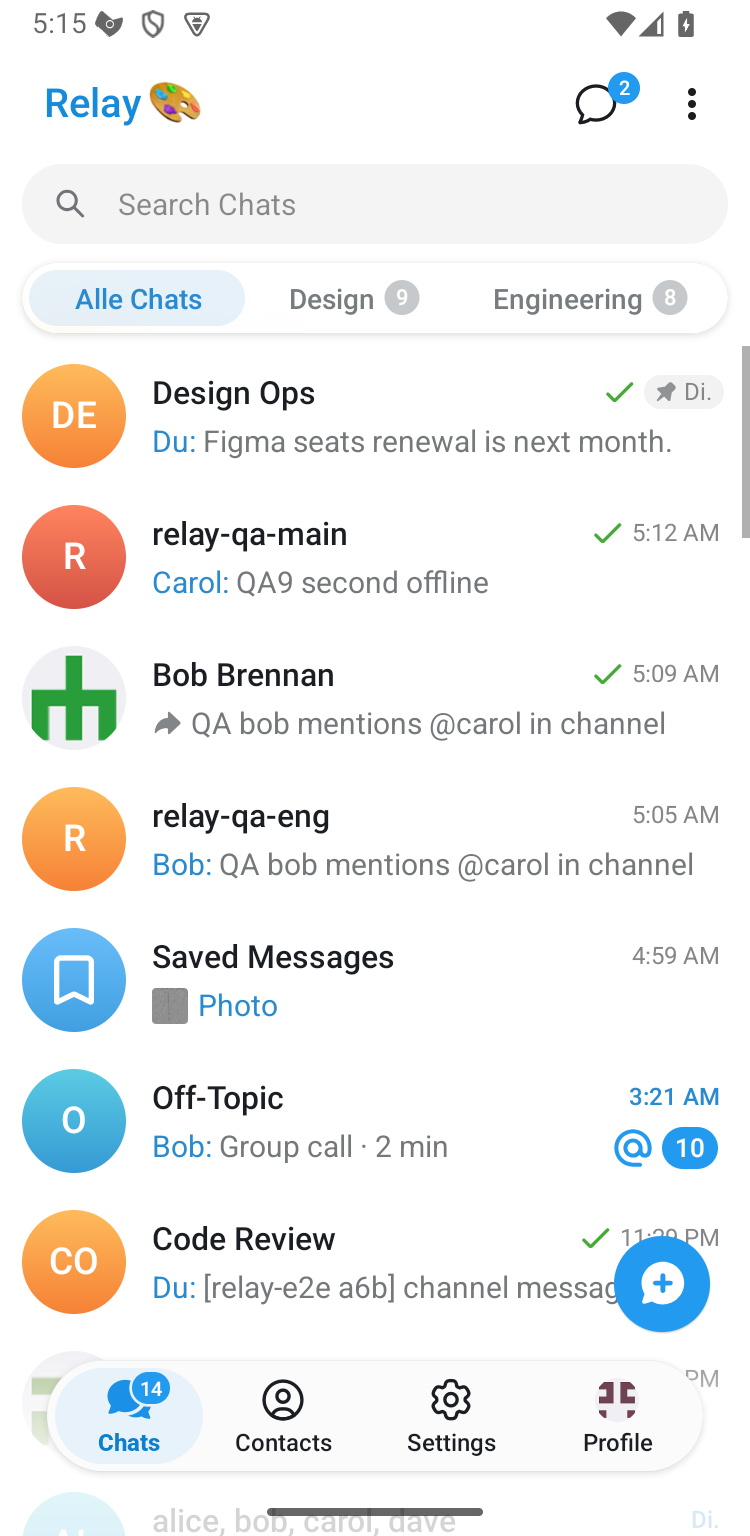 5:15
Relay
2
Search Chats
Alle Chats
Design 9
Engineering 8
DE
Design Ops
Di.
Du: Figma seats renewal is next month.
R
relay-qa-main
5:12 AM
Carol: QA9 second offline
Bob Brennan
5:09 AM
QA bob mentions @carol in channel
R
relay-qa-eng
5:05 AM
Bob: QA bob mentions @carol in channel
Saved Messages
4:59 AM
Photo
O
Off-Topic
3:21 AM
Bob: Group call · 2 min
10
CO
Code Review
PM
Du: [relay-e2e a6b] channel messag
PM
14
Chats
Contacts
Settings
Profile
alice, bob, carol, dave
Di.